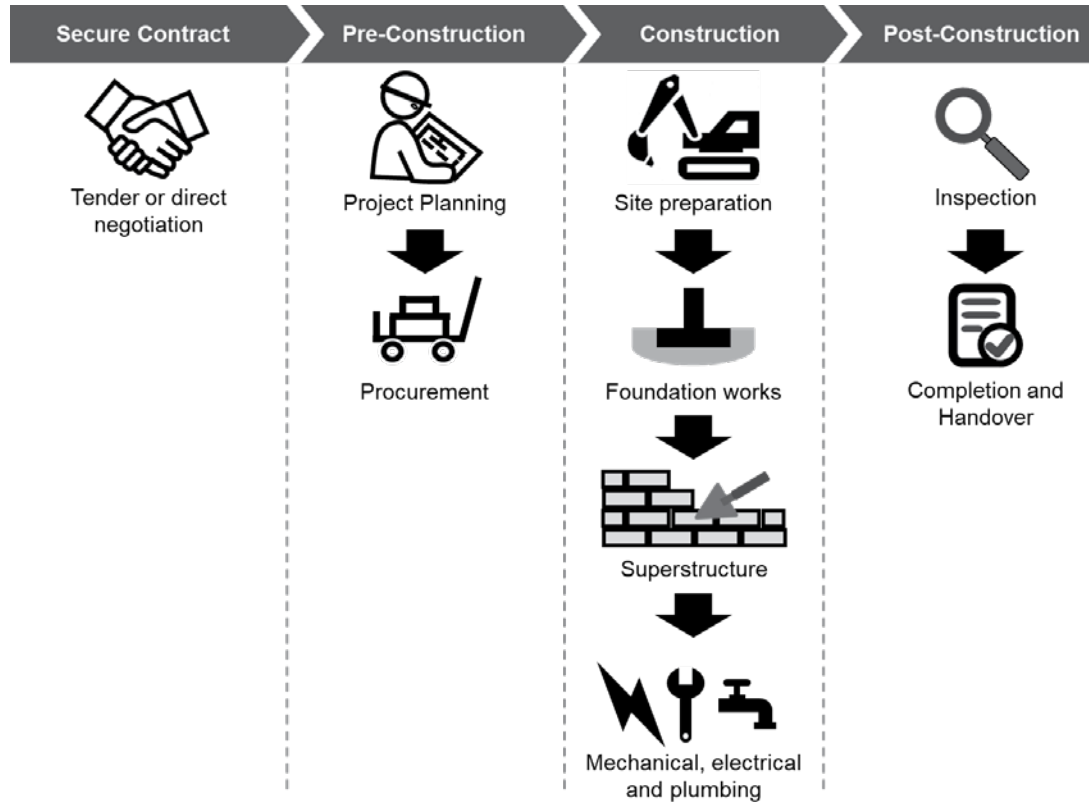 Secure Contract
Pre-Construction
Construction
Post-Construction
Tender or direct
negotiation
Project Planning
Procurement
Site preparation
Foundation works
Superstructure
Mechanical, electrical
and plumbing
Inspection
Completion and
Handover